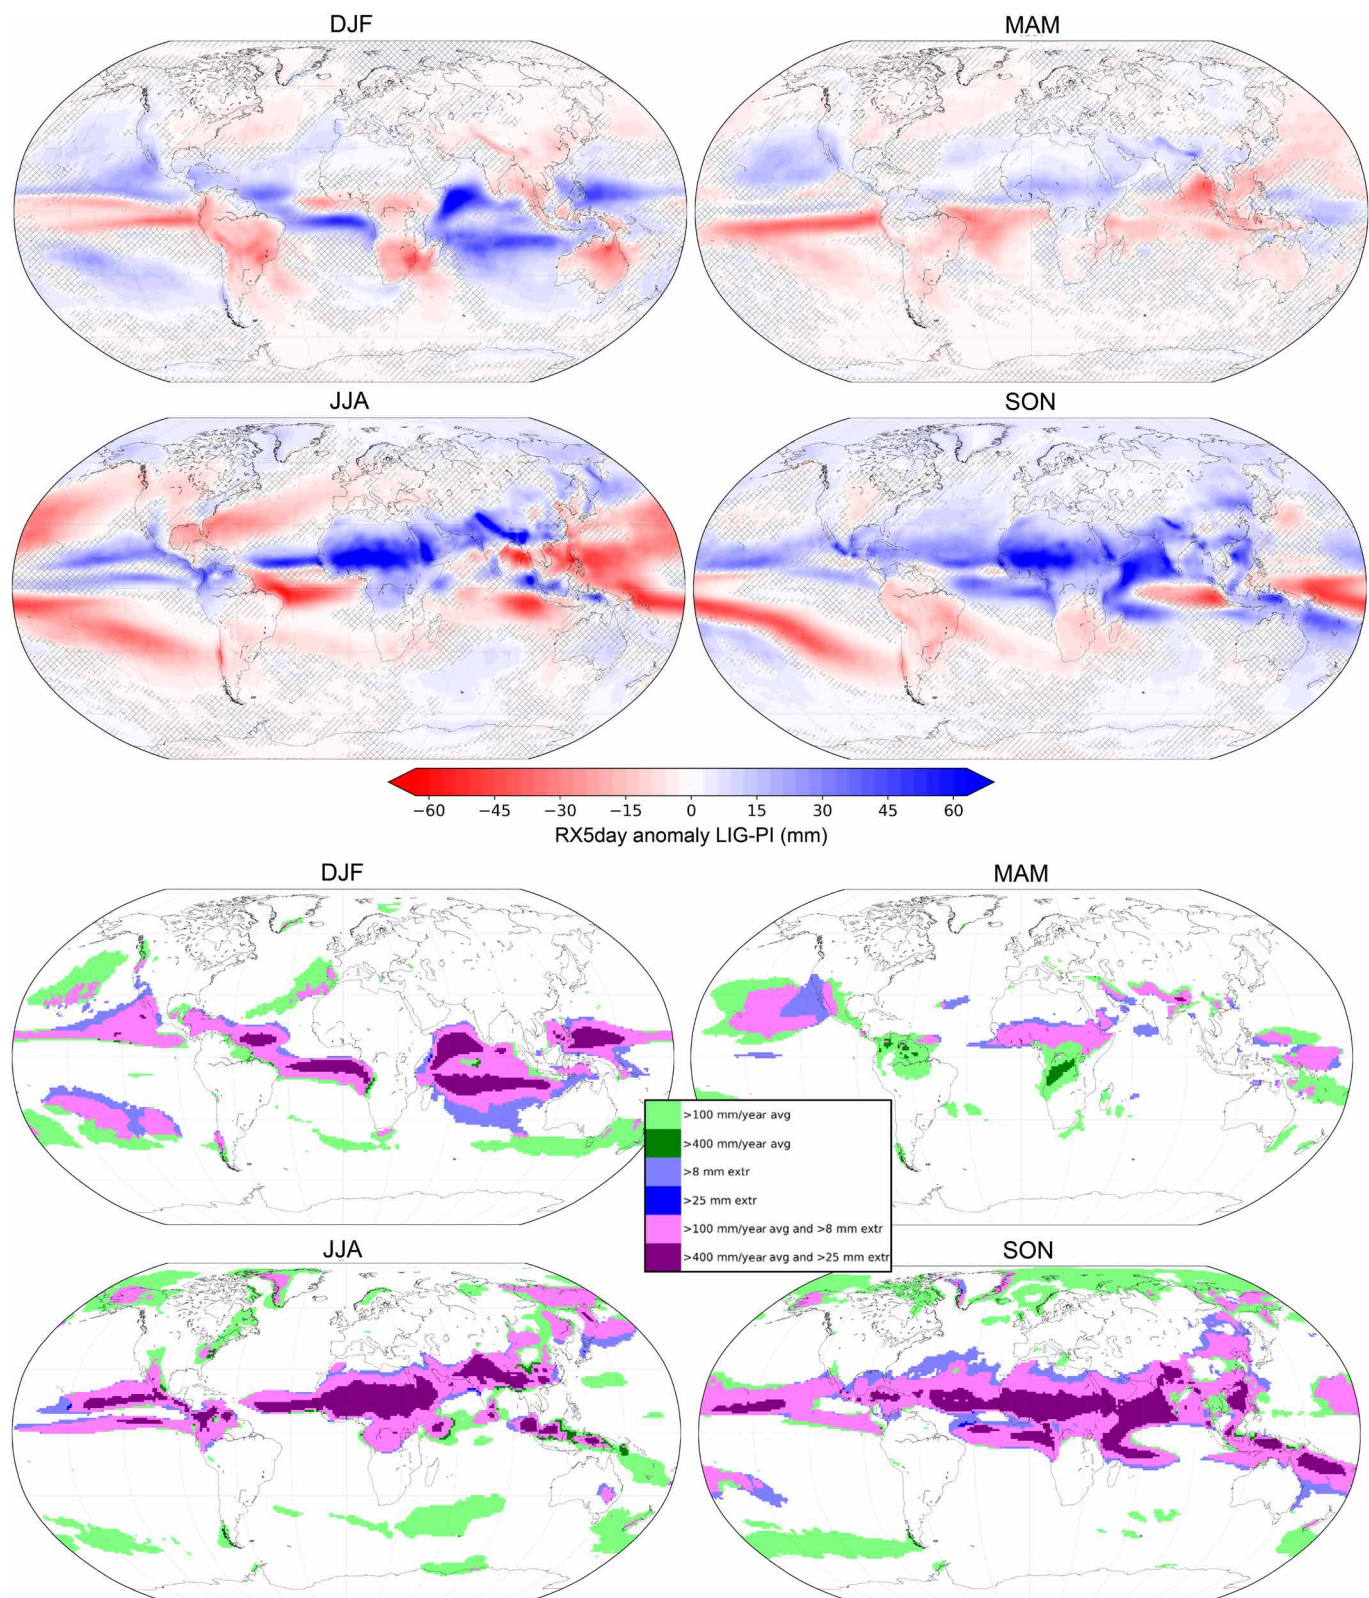 DJF
MAM
JJA
SON
−60 −45 −30 −15 0 15 30 45 60
RX5day anomaly LIG-PI (mm)
DJF
MAM
>100 mm/year avg
>400 mm/year avg
>8 mm extr
>25 mm extr
>100 mm/year avg and >8 mm extr
>400 mm/year avg and >25 mm extr
JJA
SON